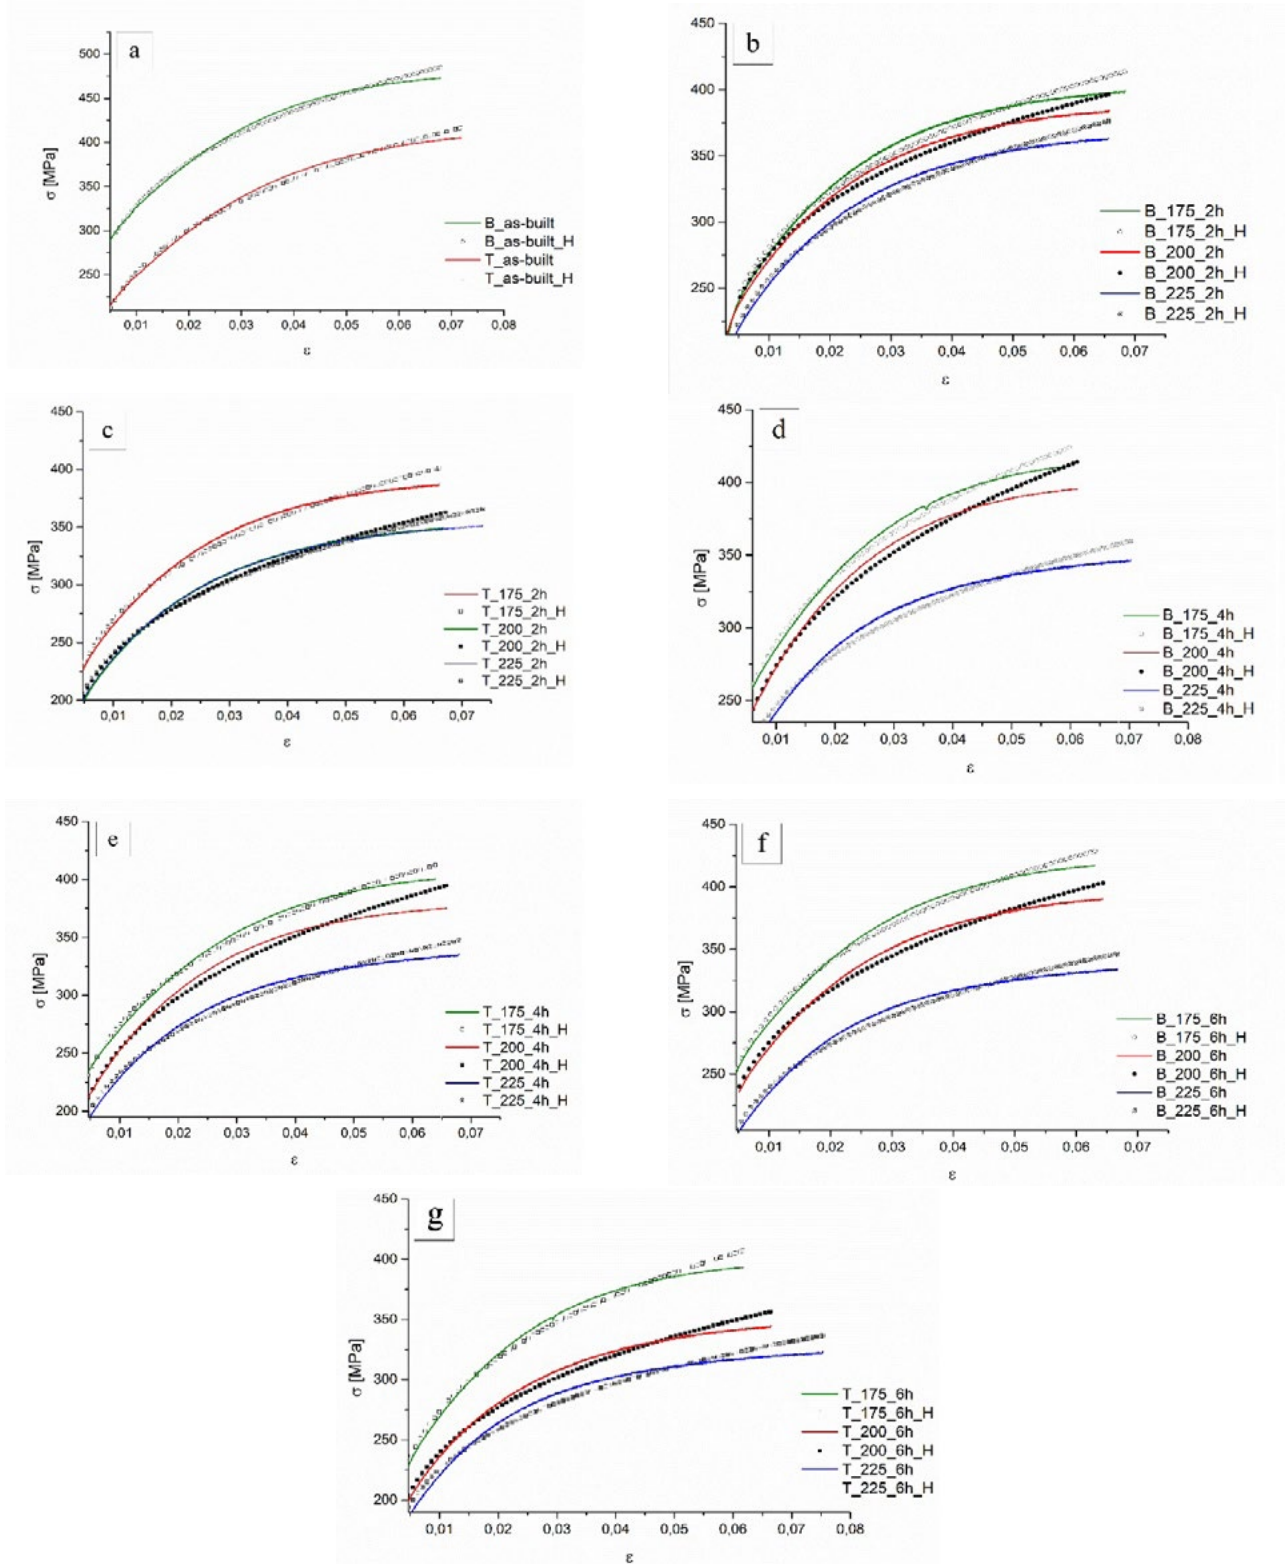 a
500
450
400
350
300
250
σ [MPa]
B_as-built
B_as-built_H
T_as-built
T_as-built_H
0,01 0,02 0,03 0,04 0,05 0,06 0,07 0,08
ε
b
450
400
350
300
250
σ [MPa]
B_175_2h
B_175_2h_H
B_200_2h
B_200_2h_H
B_225_2h
B_225_2h_H
0,01 0,02 0,03 0,04 0,05 0,06 0,07
ε
c
450
400
350
300
250
200
σ [MPa]
T_175_2h
T_175_2h_H
T_200_2h
T_200_2h_H
T_225_2h
T_225_2h_H
0,01 0,02 0,03 0,04 0,05 0,06 0,07
ε
d
450
400
350
300
250
σ [MPa]
B_175_4h
B_175_4h_H
B_200_4h
B_200_4h_H
B_225_4h
B_225_4h_H
0,01 0,02 0,03 0,04 0,05 0,06 0,07 0,08
ε
e
450
400
350
300
250
200
σ [MPa]
T_175_4h
T_175_4h_H
T_200_4h
T_200_4h_H
T_225_4h
T_225_4h_H
0,01 0,02 0,03 0,04 0,05 0,06 0,07
ε
f
450
400
350
300
250
σ [MPa]
B_175_6h
B_175_6h_H
B_200_6h
B_200_6h_H
B_225_6h
B_225_6h_H
0,01 0,02 0,03 0,04 0,05 0,06 0,07
ε
g
450
400
350
300
250
200
σ [MPa]
T_175_6h
T_175_6h_H
T_200_6h
T_200_6h_H
T_225_6h
T_225_6h_H
0,01 0,02 0,03 0,04 0,05 0,06 0,07 0,08
ε